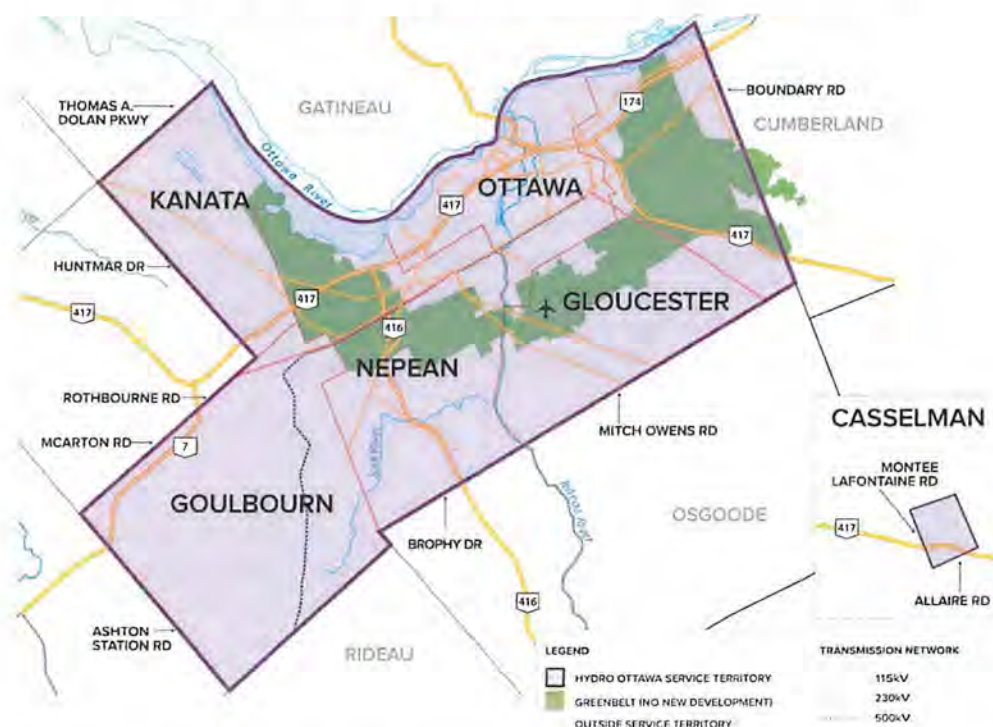 THOMAS A.
DOLAN PKWY
GATINEAU
BOUNDARY RD
CUMBERLAND
174
Ottawa River
KANATA
OTTAWA
417
417
HUNTMAR DR
417
417
GLOUCESTER
416
NEPEAN
ROTHBOURNE RD
MCARTON RD
7
MITCH OWENS RD
CASSELMAN
MONTEE
LAFONTAINE RD
GOULBOURN
OSGOODE
BROPHY DR
417
ALLAIRE RD
416
ASHTON
STATION RD
RIDEAU
LEGEND
HYDRO OTTAWA SERVICE TERRITORY
GREENBELT (NO NEW DEVELOPMENT)
OUTSIDE SERVICE TERRITORY
TRANSMISSION NETWORK
115kV
230kV
500kV